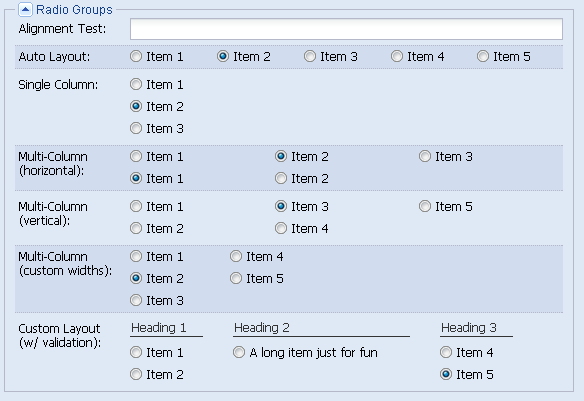 Radio Groups
Alignment Test:
Auto Layout: Item 1 Item 2 Item 3 Item 4 Item 5
Single Column: Item 1
Item 2
Item 3
Multi-Column Item 1 Item 2 Item 3
(horizontal): Item 1 Item 2
Multi-Column Item 1 Item 3 Item 5
(vertical): Item 2 Item 4
Multi-Column Item 1 Item 4
(custom widths): Item 2 Item 5
Item 3
Custom Layout Heading 1 Heading 2 Heading 3
(w/ validation): Item 1 A long item just for fun Item 4
Item 2 Item 5